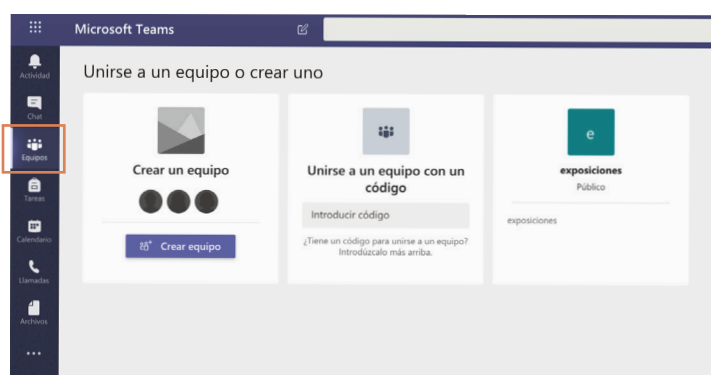 Microsoft Teams
Actividad
Chat
Equipos
Tareas
Calendario
Llamadas
Archivos
Unirse a un equipo o crear uno
Crear un equipo
Crear equipo
Unirse a un equipo con un
código
Introducir código
¿Tiene un código para unirse a un equipo?
Introdúzcalo más arriba.
e
exposiciones
Público
exposiciones